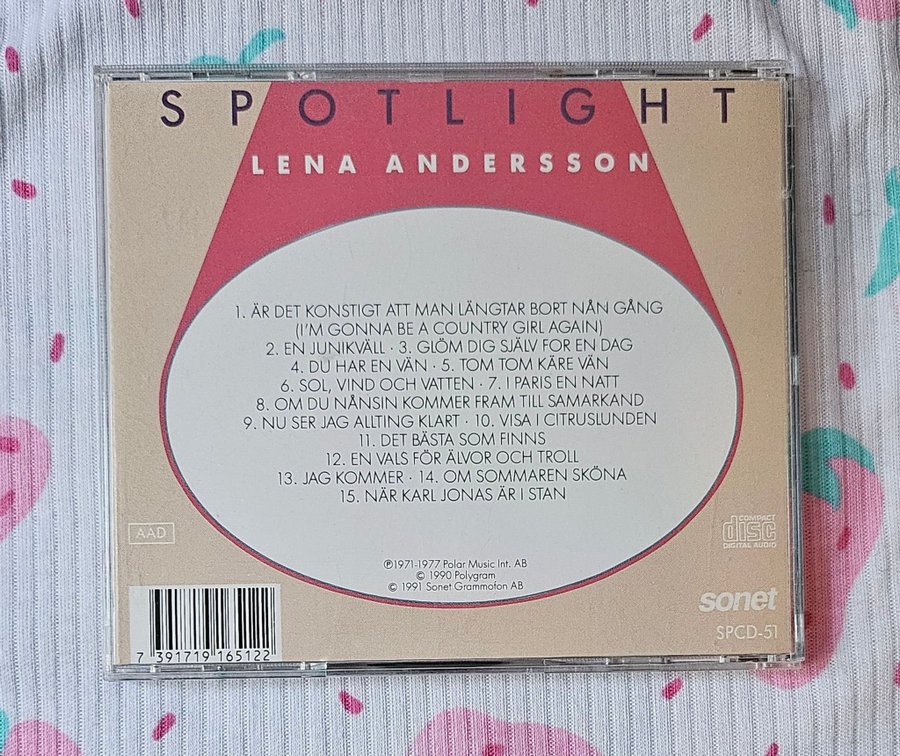 SPOTLIGHT
LENA ANDERSSON
1. ÄR DET KONSTIGT ATT MAN LÄNGTAR BORT NÅN GÅNG
(I'M GONNA BE A COUNTRY GIRL AGAIN)
2. EN JUNIKVÄLL · 3. GLÖM DIG SJÄLV FOR EN DAG
4. DU HAR EN VÄN · 5. TOM TOM KÄRE VÄN
6. SOL, VIND OCH VATTEN · 7. I PARIS EN NATT
8. OM DU NÅNSIN KOMMER FRAM TILL SAMARKAND
9. NU SER JAG ALLTING KLART · 10. VISA I CITRUSLUNDEN
11. DET BÄSTA SOM FINNS
12. EN VALS FÖR ÄLVOR OCH TROLL
13. JAG KOMMER · 14. OM SOMMAREN SKÖNA
15. NÄR KARL JONAS ÄR I STAN
AAD
COMPACT
disc
DIGITAL AUDIO
℗1971-1977 Polar Music Int. AB
© 1990 Polygram
© 1991 Sonet Grammofon AB
sonet
SPCD-51
7 391719 165122